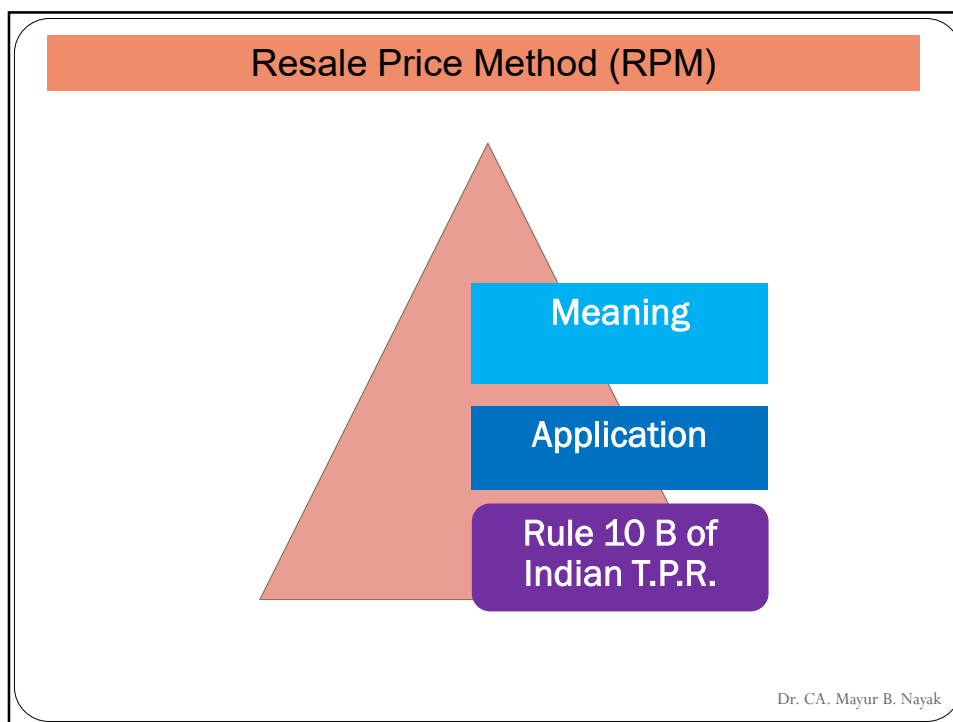 Resale Price Method (RPM)
Meaning
Application
Rule 10 B of
Indian T.P.R.
Dr. CA. Mayur B. Nayak